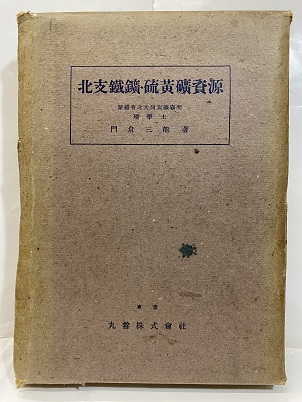 北支鐵鑛·硫黃礦資源
理學士
門倉三能 著
東京
丸善株式會社